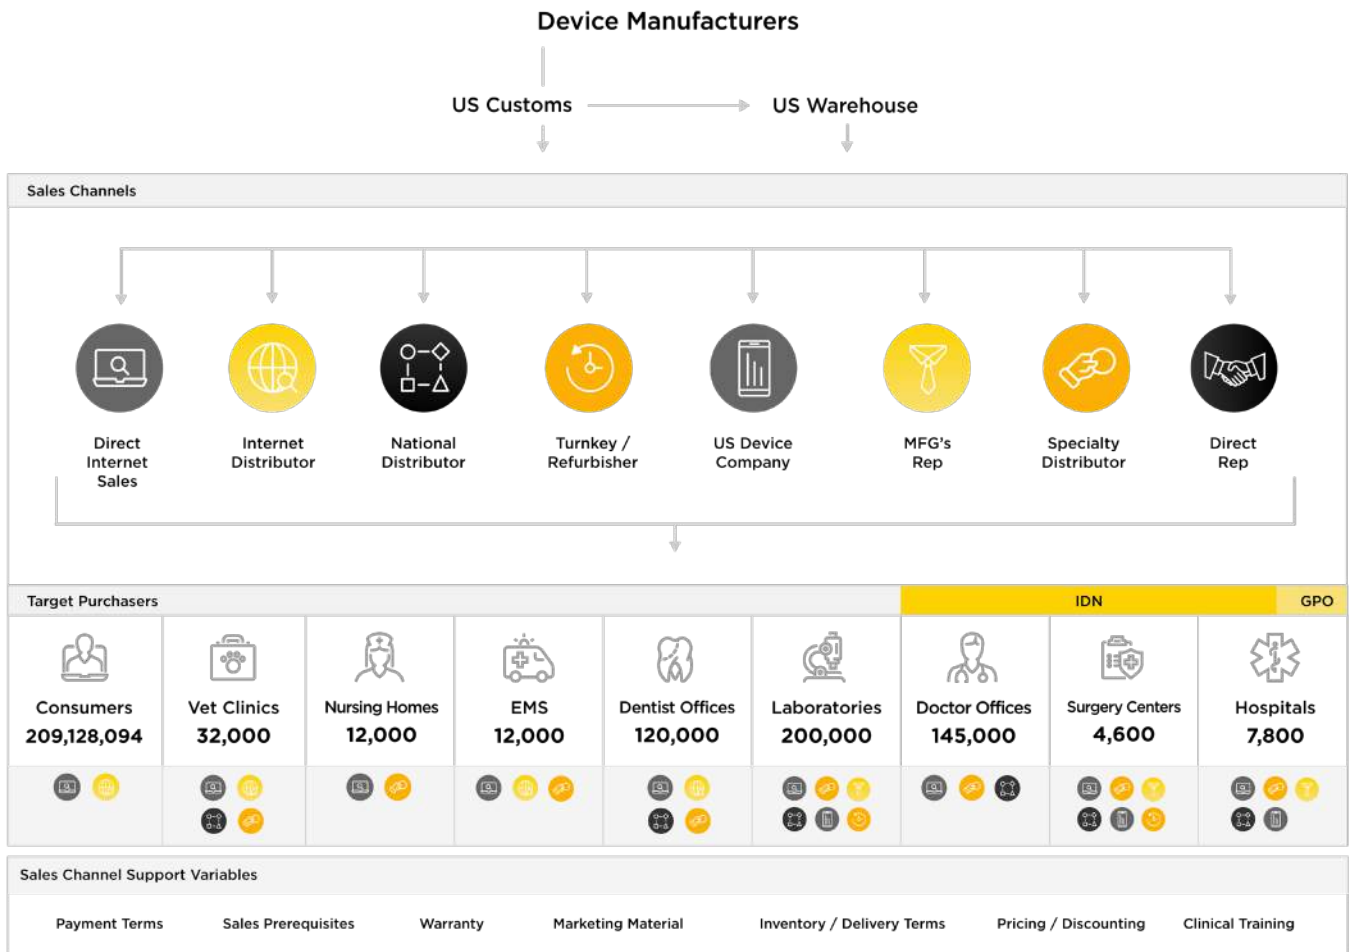 Device Manufacturers
US Customs
US Warehouse
Sales Channels
Direct
Internet
Sales
Internet
Distributor
National
Distributor
Turnkey /
Refurbisher
US Device
Company
MFG's
Rep
Specialty
Distributor
Direct
Rep
Target Purchasers
IDN
GPO
Consumers
209,128,094
Vet Clinics
32,000
Nursing Homes
12,000
EMS
12,000
Dentist Offices
120,000
Laboratories
200,000
Doctor Offices
145,000
Surgery Centers
4,600
Hospitals
7,800
Sales Channel Support Variables
Payment Terms
Sales Prerequisites
Warranty
Marketing Material
Inventory / Delivery Terms
Pricing / Discounting
Clinical Training